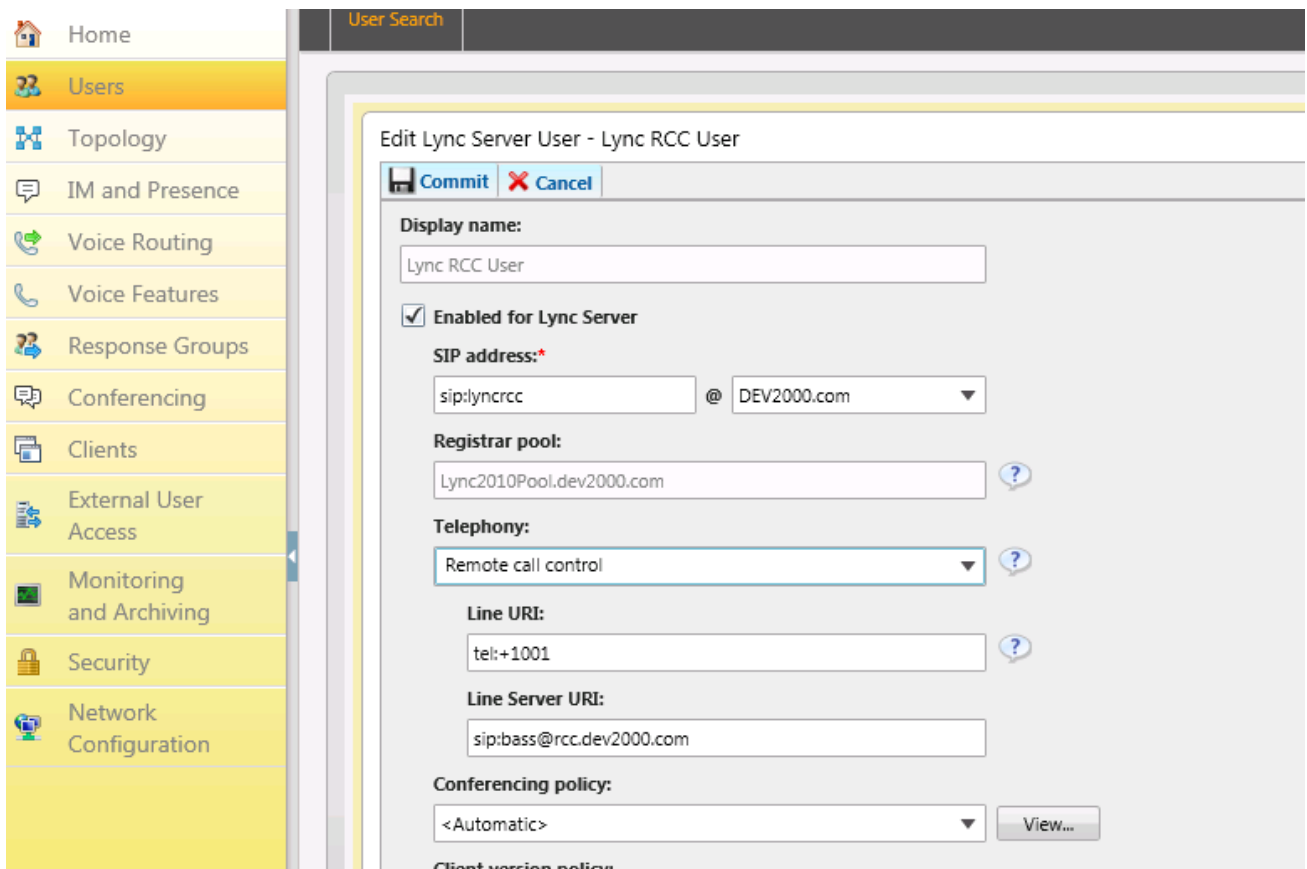 User Search
Home
Users
Topology
IM and Presence
Voice Routing
Voice Features
Response Groups
Conferencing
Clients
External User
Access
Monitoring
and Archiving
Security
Network
Configuration
Edit Lync Server User - Lync RCC User
Commit Cancel
Display name:
Lync RCC User
Enabled for Lync Server
SIP address:*
sip:lyncrcc @ DEV2000.com
Registrar pool:
Lync2010Pool.dev2000.com
Telephony:
Remote call control
Line URI:
tel:+1001
Line Server URI:
sip:bass@rcc.dev2000.com
Conferencing policy:
<Automatic> View...
Client version policy: